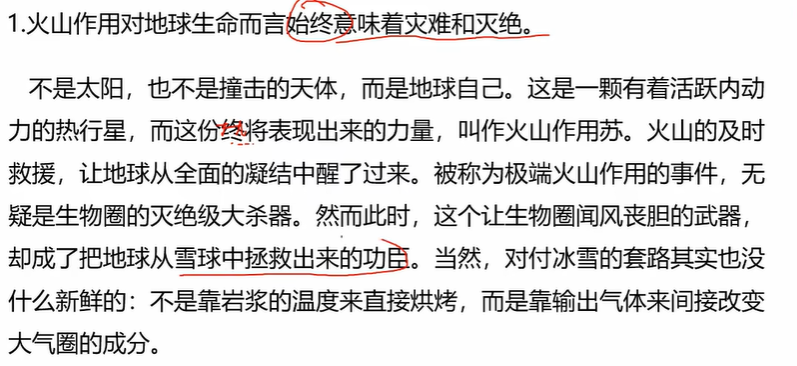 1.火山作用对地球生命而言始终意味着灾难和灭绝。
不是太阳，也不是撞击的天体，而是地球自己。这是一颗有着活跃内动
力的热行星，而这份终将表现出来的力量，叫作火山作用苏。火山的及时
救援，让地球从全面的凝结中醒了过来。被称为极端火山作用的事件，无
疑是生物圈的灭绝级大杀器。然而此时，这个让生物圈闻风丧胆的武器，
却成了把地球从雪球中拯救出来的功臣。当然，对付冰雪的套路其实也没
什么新鲜的：不是靠岩浆的温度来直接烘烤，而是靠输出气体来间接改变
大气圈的成分。